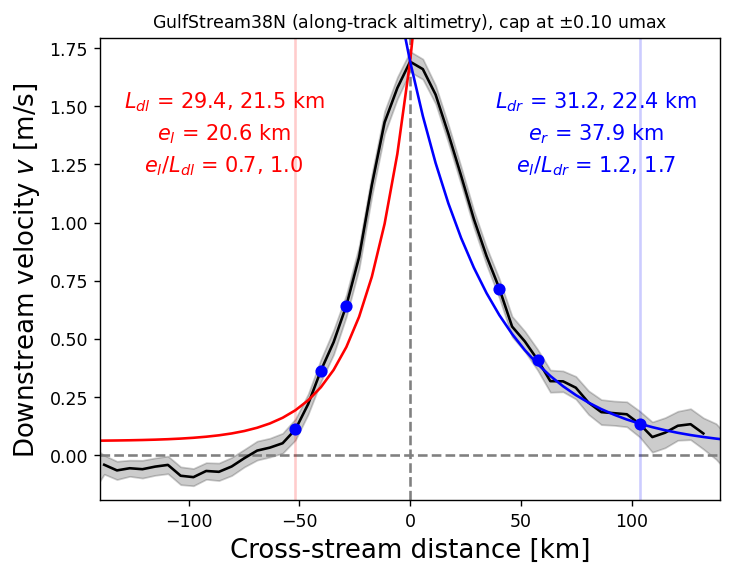 GulfStream38N (along-track altimetry), cap at ±0.10 umax
L_dl = 29.4, 21.5 km
e_l = 20.6 km
e_l/L_dl = 0.7, 1.0
L_dr = 31.2, 22.4 km
e_r = 37.9 km
e_l/L_dr = 1.2, 1.7
Downstream velocity v [m/s]
1.75
1.50
1.25
1.00
0.75
0.50
0.25
0.00
−100
−50
0
50
100
Cross-stream distance [km]